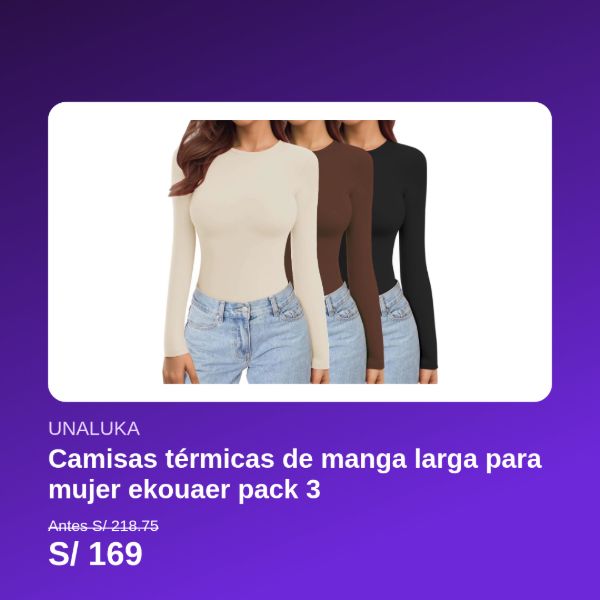 UNALUKA
Camisas térmicas de manga larga para
mujer ekouaer pack 3
Antes S/ 218.75
S/ 169